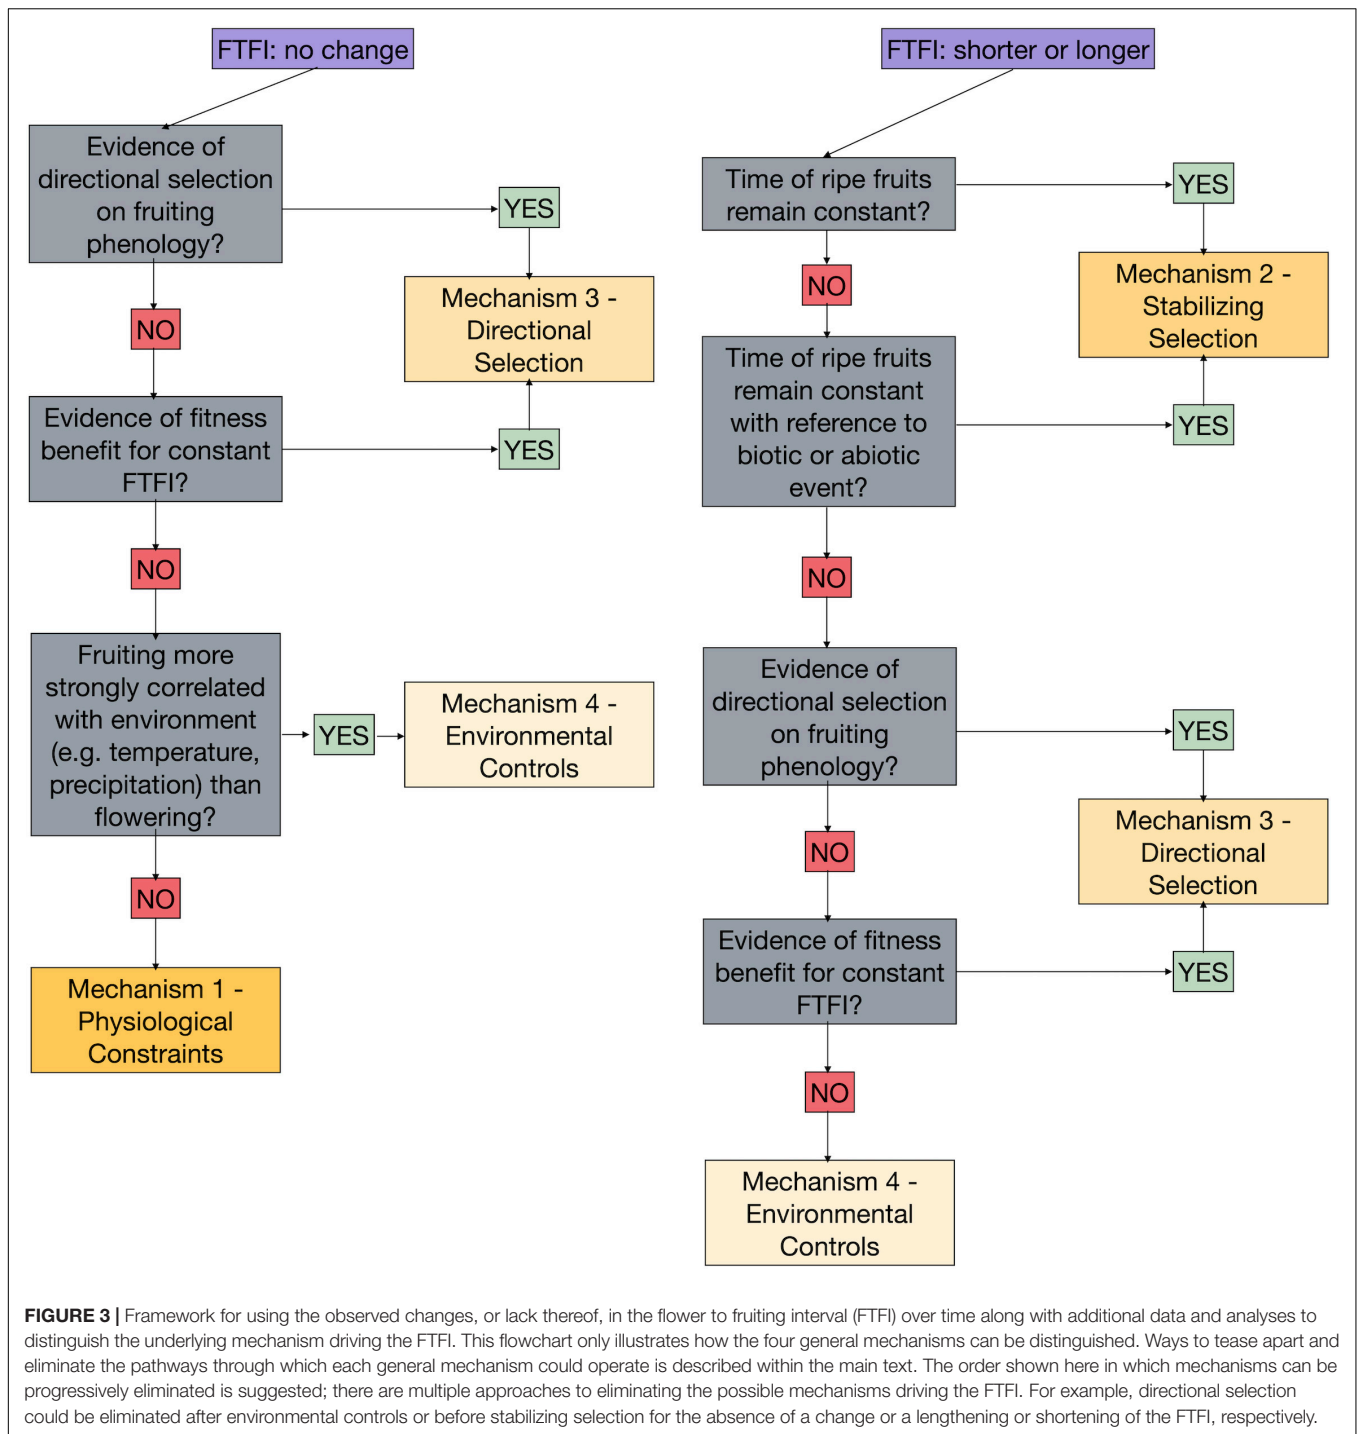 FTFI: no change
Evidence of
directional selection
on fruiting
phenology?
YES
NO
Mechanism 3 -
Directional
Selection
Evidence of fitness
benefit for constant
FTFI?
YES
NO
Fruiting more
strongly correlated
with environment
(e.g. temperature,
precipitation) than
flowering?
YES
Mechanism 4 -
Environmental
Controls
NO
Mechanism 1 -
Physiological
Constraints
FTFI: shorter or longer
Time of ripe fruits
remain constant?
YES
NO
Mechanism 2 -
Stabilizing
Selection
Time of ripe fruits
remain constant
with reference to
biotic or abiotic
event?
YES
NO
Evidence of
directional selection
on fruiting
phenology?
YES
NO
Mechanism 3 -
Directional
Selection
Evidence of fitness
benefit for constant
FTFI?
YES
NO
Mechanism 4 -
Environmental
Controls
FIGURE 3 | Framework for using the observed changes, or lack thereof, in the flower to fruiting interval (FTFI) over time along with additional data and analyses to
distinguish the underlying mechanism driving the FTFI. This flowchart only illustrates how the four general mechanisms can be distinguished. Ways to tease apart and
eliminate the pathways through which each general mechanism could operate is described within the main text. The order shown here in which mechanisms can be
progressively eliminated is suggested; there are multiple approaches to eliminating the possible mechanisms driving the FTFI. For example, directional selection
could be eliminated after environmental controls or before stabilizing selection for the absence of a change or a lengthening or shortening of the FTFI, respectively.